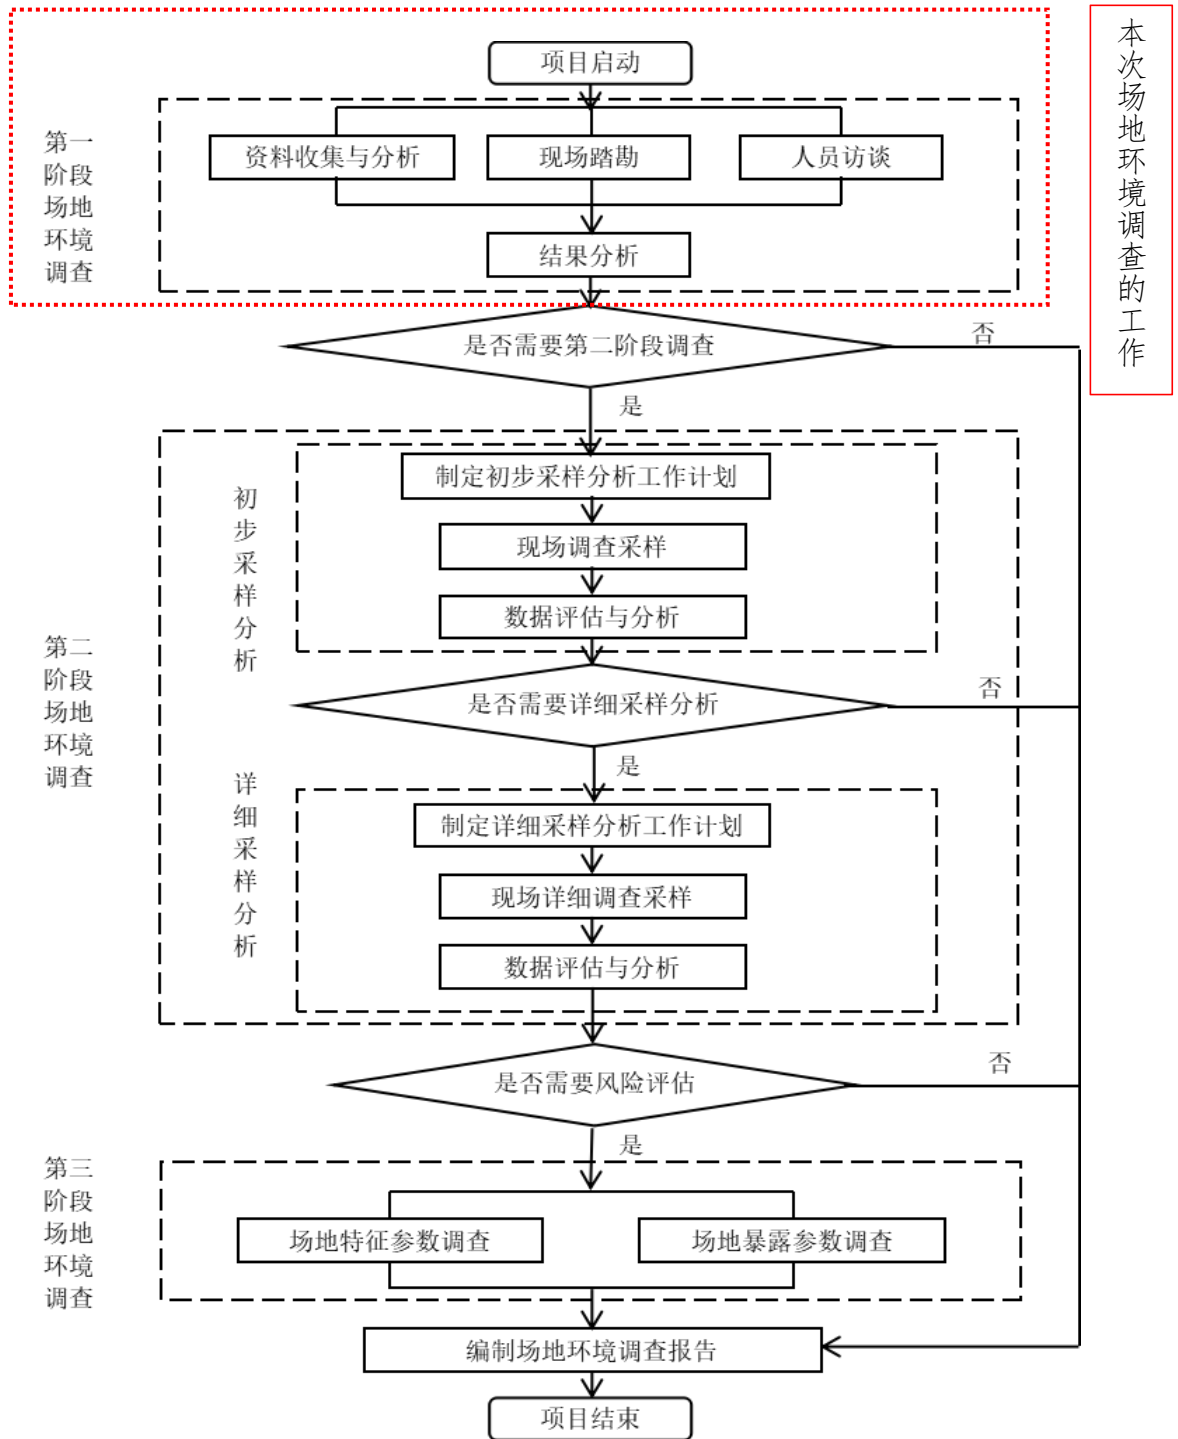 项目启动
本次场地环境调查的工作
第一
阶段
场地
环境
调查
资料收集与分析
现场踏勘
人员访谈
结果分析
是否需要第二阶段调查
否
是
第二
阶段
场地
环境
调查
初步采样分析
制定初步采样分析工作计划
现场调查采样
数据评估与分析
是否需要详细采样分析
否
是
详细采样分析
制定详细采样分析工作计划
现场详细调查采样
数据评估与分析
是否需要风险评估
否
是
第三
阶段
场地
环境
调查
场地特征参数调查
场地暴露参数调查
编制场地环境调查报告
项目结束